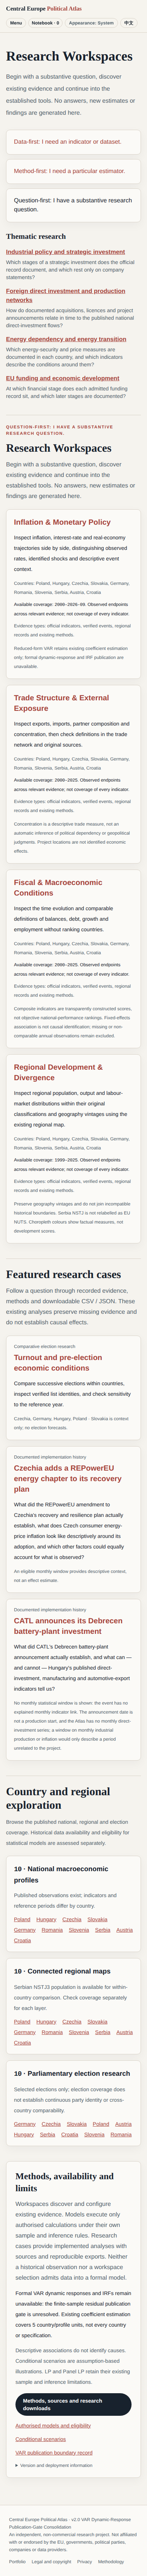 Central Europe Political Atlas
Menu
Notebook · 0
Appearance: System
中文
Research Workspaces
Begin with a substantive question, discover
existing evidence and continue into the
established tools. No answers, new estimates or
findings are generated here.
Data-first: I need an indicator or dataset.
Method-first: I need a particular estimator.
Question-first: I have a substantive research
question.
Thematic research
Industrial policy and strategic investment
Which stages of a strategic investment does the official
record document, and which rest only on company
statements?
Foreign direct investment and production
networks
How do documented acquisitions, licences and project
announcements relate in time to the published national
direct-investment flows?
Energy dependency and energy transition
Which energy-security and price measures are
documented in each country, and which indicators
describe the conditions around them?
EU funding and economic development
At which financial stage does each funding
record sit, and which later stages are documented?
QUESTION-FIRST: I HAVE A SUBSTANTIVE
RESEARCH QUESTION.
Research Workspaces
Begin with a substantive question, discover
existing evidence and continue into the
established tools. No answers, new estimates or
findings are generated here.
Inflation & Monetary Policy
Inspect inflation, interest-rate and real-economy
trajectories side by side, distinguishing observed
rates, identified shocks and descriptive event
context.
Countries: Poland, Hungary, Czechia, Slovakia, Germany,
Romania, Slovenia, Serbia, Austria, Croatia
across relevant evidence; not coverage of every indicator.
Evidence types: official indicators, verified events, regional
records and existing methods.
Reduced-form VAR retains existing coefficient estimation
only; formal dynamic-response and IRF publication are
unavailable.
Trade Structure & External
Exposure
Inspect exports, imports, partner composition and
concentration, then check definitions in the trade
network and original sources.
Countries: Poland, Hungary, Czechia, Slovakia, Germany,
Romania, Slovenia, Serbia, Austria, Croatia
Available coverage: 2000–2025. Observed endpoints
across relevant evidence; not coverage of every indicator.
Evidence types: official indicators, verified events, regional
records and existing methods.
Concentration is a descriptive trade measure, not an
automatic inference of political dependency or geopolitical
judgments. Project locations are not identified economic
effects.
Fiscal & Macroeconomic
Conditions
Inspect the time evolution and comparable
definitions of balances, debt, growth and
employment without ranking countries.
Countries: Poland, Hungary, Czechia, Slovakia, Germany,
Romania, Slovenia, Serbia, Austria, Croatia
Available coverage: 2000–2025. Observed endpoints
across relevant evidence; not coverage of every indicator.
Evidence types: official indicators, verified events, regional
records and existing methods.
Composite indicators are transparently constructed scores,
not objective national-performance rankings. Fixed-effects
association is not causal identification; missing or non-
comparable annual observations remain excluded.
Regional Development &
Divergence
Inspect regional population, output and labour-
market distributions within their original
classifications and geography vintages using the
existing regional map.
Countries: Poland, Hungary, Czechia, Slovakia, Germany,
Romania, Slovenia, Serbia, Austria, Croatia
Available coverage: 1999–2025. Observed endpoints
across relevant evidence; not coverage of every indicator.
Evidence types: official indicators, verified events, regional
records and existing methods.
Preserve geography vintages and do not join incompatible
historical boundaries. Serbia NSTJ is not relabelled as EU
NUTS. Choropleth colours show factual measures, not
development scores.
Featured research cases
Follow a question through recorded evidence,
methods and downloadable CSV / JSON. These
existing analyses preserve missing evidence and
do not establish causal effects.
Comparative election research
Turnout and pre-election
economic conditions
Compare successive elections within countries,
inspect verified list identities, and check sensitivity
to the reference year.
Czechia, Germany, Hungary, Poland · Slovakia is context
only; no election forecasts.
Documented implementation history
Czechia adds a REPowerEU
energy chapter to its recovery
plan
What did the REPowerEU amendment to
Czechia's recovery and resilience plan actually
establish, what does Czech consumer energy-
price inflation look like descriptively around its
adoption, and which other factors could equally
account for what is observed?
An eligible monthly window provides descriptive context,
not an effect estimate.
Documented implementation history
CATL announces its Debrecen
battery-plant investment
What did CATL's Debrecen battery-plant
announcement actually establish, and what can —
and cannot — Hungary's published direct-
investment, manufacturing and automotive-export
indicators tell us?
No monthly statistical window is shown: the event has no
explained monthly indicator link. The announcement date is
not a production start, and the Atlas has no monthly direct-
investment series; a window on monthly industrial
production or inflation would only describe a period
unrelated to the project.
Country and regional
exploration
Browse the published national, regional and election
evidence. Historical data availability and eligibility for
statistical models are assessed separately.
10 · National macroeconomic
profiles
Published observations exist; indicators and
reference periods differ by country.
Poland Hungary Czechia Slovakia
Germany Romania Slovenia Serbia Austria
Croatia
10 · Connected regional maps
Serbian NSTJ3 population is available for within-
country comparison. Check coverage separately
for each layer.
Poland Hungary Czechia Slovakia
Germany Romania Slovenia Serbia Austria
Croatia
10 · Parliamentary election research
Selected elections only; election coverage does
not establish continuous party identity or cross-
country comparability.
Germany Czechia Slovakia Poland Austria
Hungary Serbia Croatia Slovenia Romania
Methods, availability and
limits
Workspaces discover and configure
existing evidence. Models execute only
authorised calculations under their own
sample and inference rules. Research
cases provide implemented analyses with
sources and reproducible exports. Neither
a historical observation nor a workspace
selection admits data into a formal model.
Formal VAR dynamic responses and IRFs remain
unavailable: the finite-sample residual publication
gate is unresolved. Existing coefficient estimation
covers 5 country/profile units, not every country
or specification.
Descriptive associations do not identify causes.
Conditional scenarios are assumption-based
illustrations. LP and Panel LP retain their existing
sample and inference limitations.
Methods, sources and research
downloads
Authorised models and eligibility
Conditional scenarios
VAR publication boundary record
▸ Version and deployment information
Central Europe Political Atlas · v2.0 VAR Dynamic-Response
Publication-Gate Consolidation
An independent, non-commercial research project. Not affiliated
with or endorsed by the EU, governments, political parties,
companies or data providers.
Portfolio
Legal and copyright
Privacy
Methodology